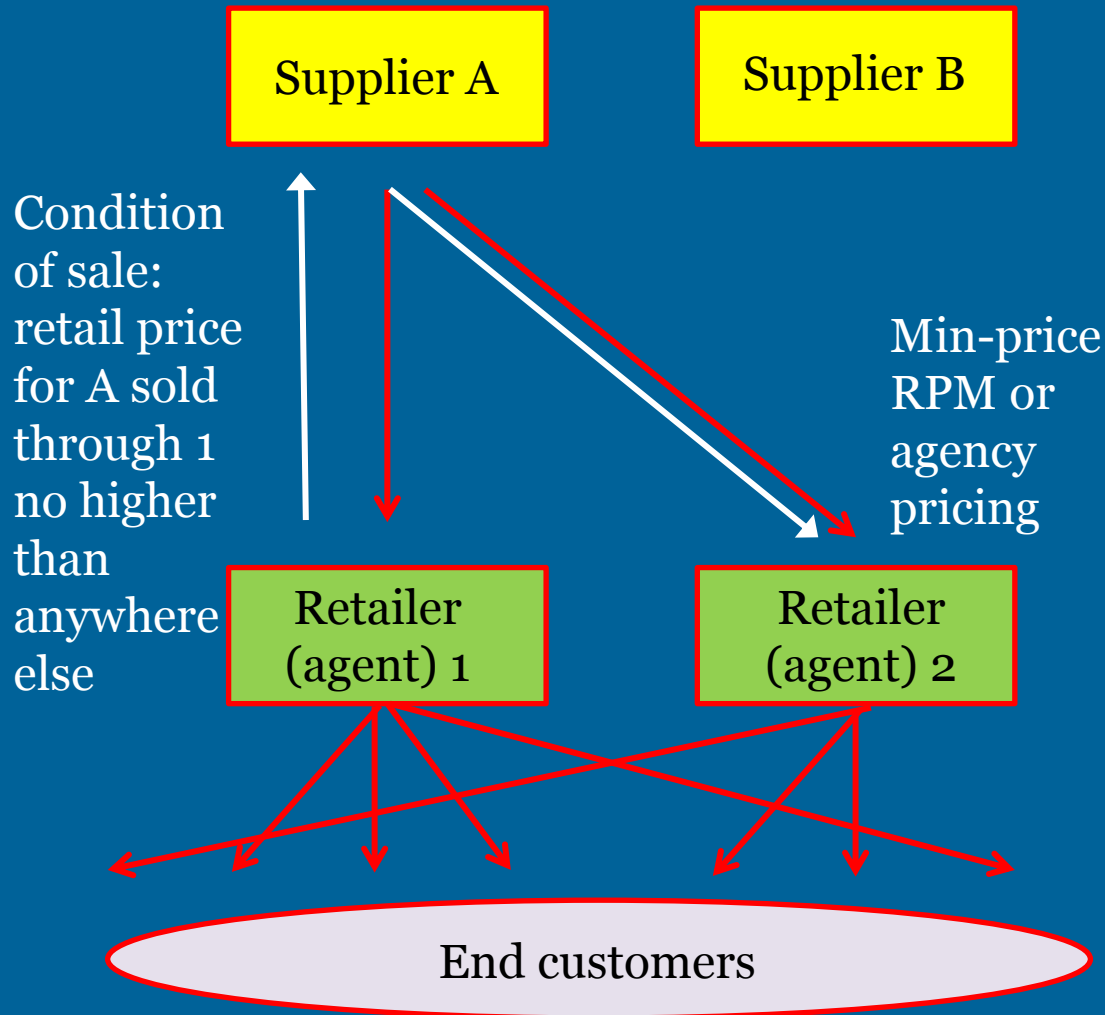 Supplier A
Supplier B
Condition
of sale:
retail price
for A sold
through 1
no higher
than
anywhere
else
Min-price
RPM or
agency
pricing
Retailer
(agent) 1
Retailer
(agent) 2
End customers